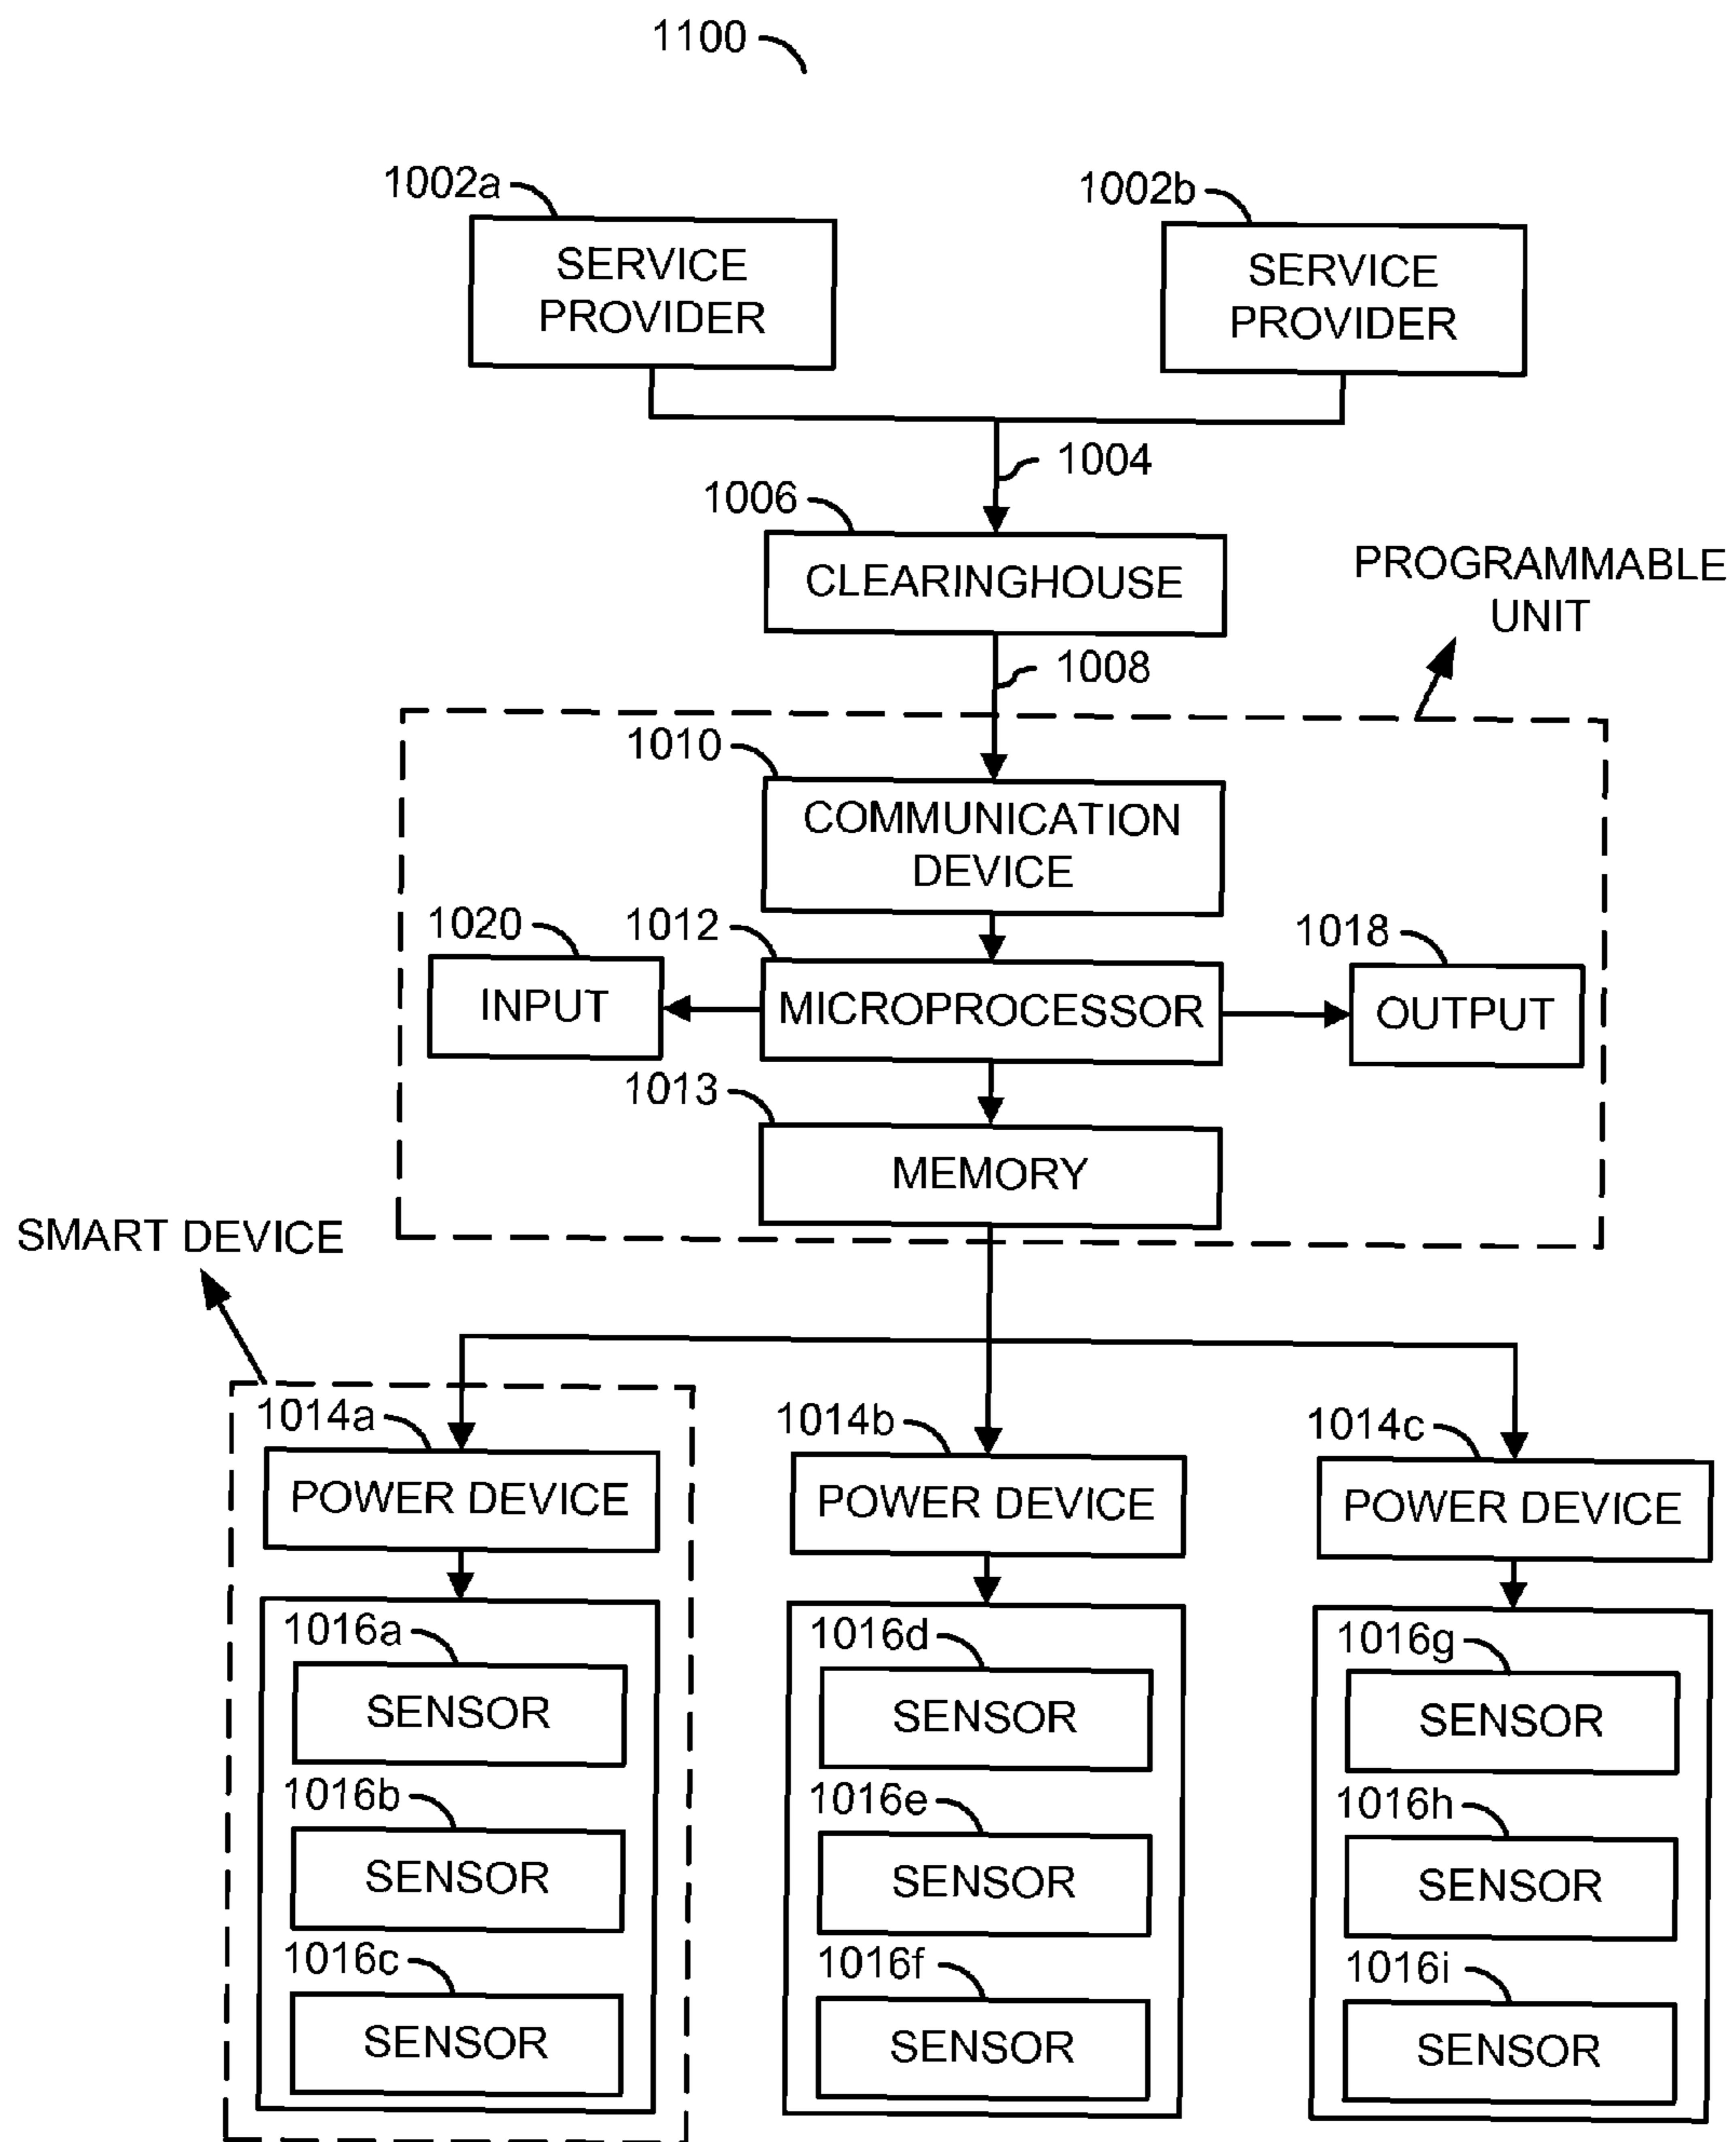 1100
1002a
1002b
SERVICE
PROVIDER
SERVICE
PROVIDER
1004
1006
CLEARINGHOUSE
PROGRAMMABLE
UNIT
1008
1010
COMMUNICATION
DEVICE
1020
1012
1018
INPUT
MICROPROCESSOR
OUTPUT
1013
MEMORY
SMART DEVICE
1014a
1014b
1014c
POWER DEVICE
POWER DEVICE
POWER DEVICE
1016a
1016d
1016g
SENSOR
SENSOR
SENSOR
1016b
1016e
1016h
SENSOR
SENSOR
SENSOR
1016c
1016f
1016i
SENSOR
SENSOR
SENSOR